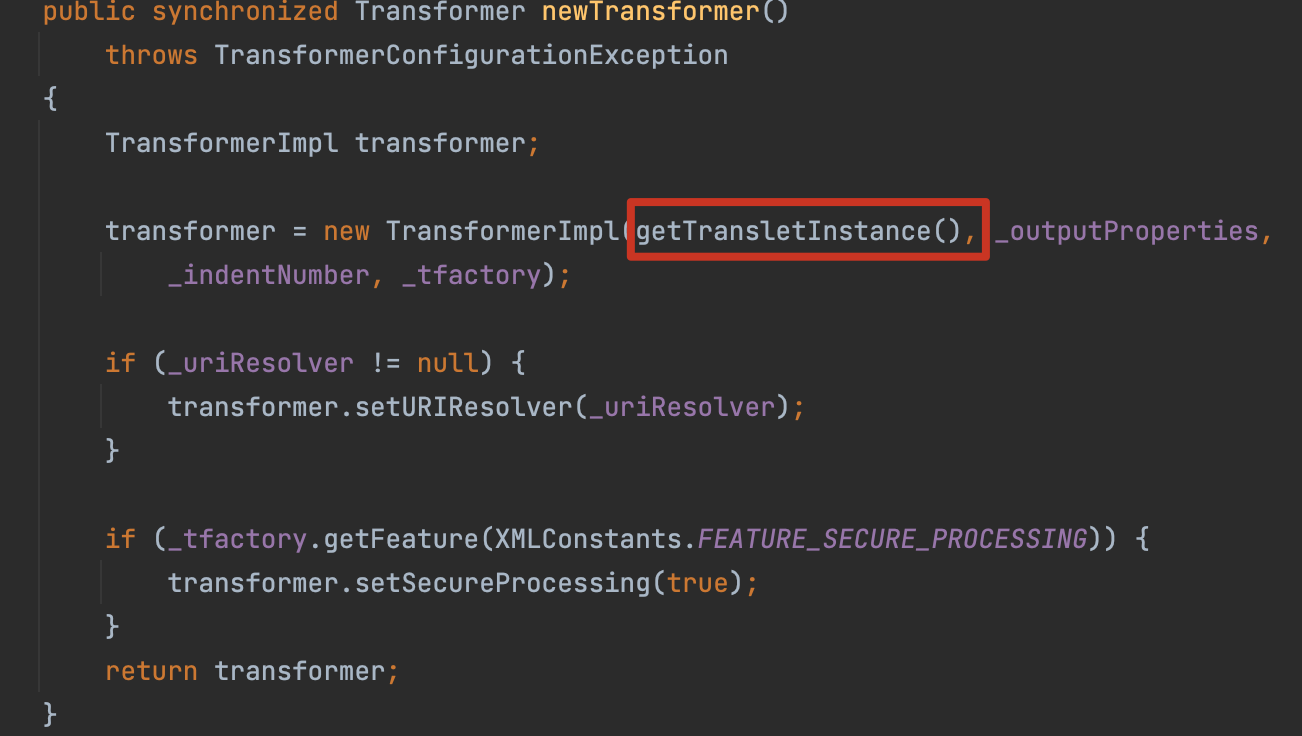 public synchronized Transformer newTransformer()
throws TransformerConfigurationException
{
TransformerImpl transformer;
transformer = new TransformerImpl(getTransletInstance(), _outputProperties,
_indentNumber, _tfactory);
if (_uriResolver != null) {
transformer.setURIResolver(_uriResolver);
}
if (_tfactory.getFeature(XMLConstants.FEATURE_SECURE_PROCESSING)) {
transformer.setSecureProcessing(true);
}
return transformer;
}